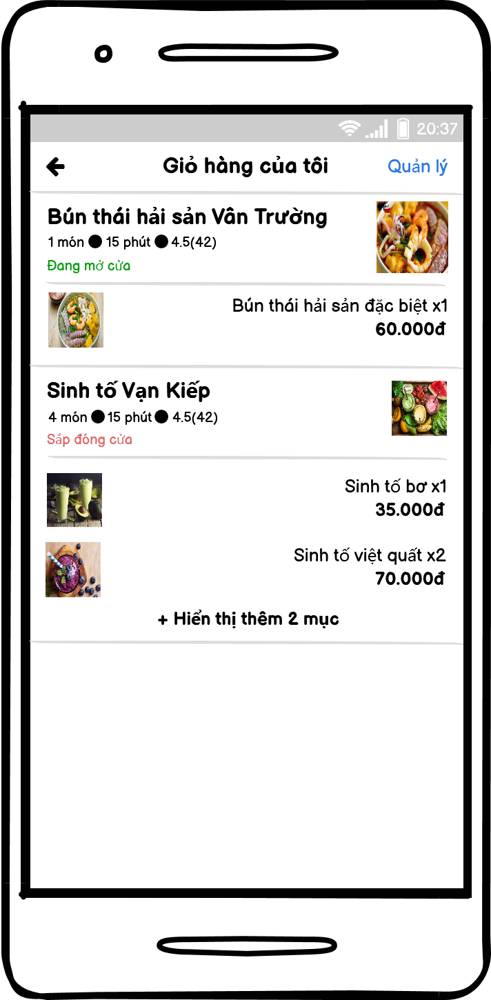 20:37
Giỏ hàng của tôi
Quản lý
Bún thái hải sản Vân Trường
1 món ● 15 phút ● 4.5(42)
Đang mở cửa
Bún thái hải sản đặc biệt x1
60.000đ
Sinh tố Vạn Kiếp
4 món ● 15 phút ● 4.5(42)
Sắp đóng cửa
Sinh tố bơ x1
35.000đ
Sinh tố việt quất x2
70.000đ
+ Hiển thị thêm 2 mục